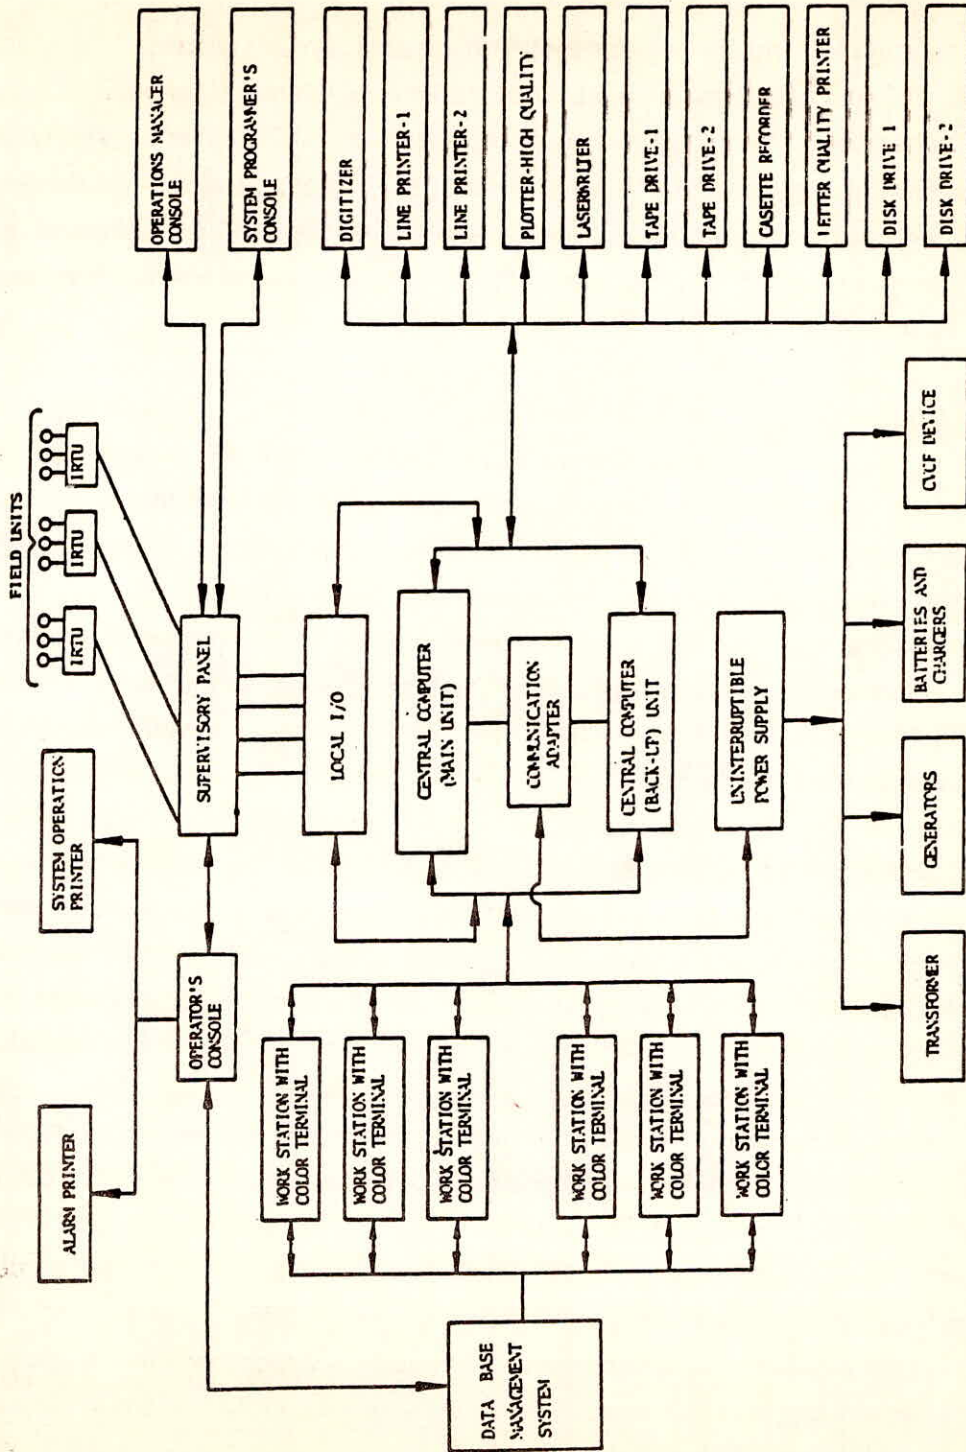 FIELD UNITS
IRTU
IRTU
IRTU
ALARM PRINTER
SYSTEM OPERATION
PRINTER
OPERATOR'S
CONSOLE
SUPERVISORY PANEL
OPERATIONS MANAGER
CONSOLE
SYSTEM PROGRAMER'S
CONSOLE
DATA BASE
MANAGEMENT
SYSTEM
WORK STATION WITH
COLOR TERMINAL
WORK STATION WITH
COLOR TERMINAL
WORK STATION WITH
COLOR TERMINAL
WORK STATION WITH
COLOR TERMINAL
WORK STATION WITH
COLOR TERMINAL
WORK STATION WITH
COLOR TERMINAL
LOCAL I/O
CENTRAL COMPUTER
(MAIN UNIT)
COMMUNICATION
ADAPTER
CENTRAL COMPUTER
(BACK-UP) UNIT
UNINTERRUPTIBLE
POWER SUPPLY
DIGITIZER
LINE PRINTER-1
LINE PRINTER-2
PLOTTER-HIGH QUALITY
LASERWRITER
TAPE DRIVE-1
TAPE DRIVE-2
CASETTE RECORDER
LETTER QUALITY PRINTER
DISK DRIVE 1
DISK DRIVE-2
TRANSFORMER
GENERATORS
BATTERIES AND
CHARGERS
CVCF DEVICE